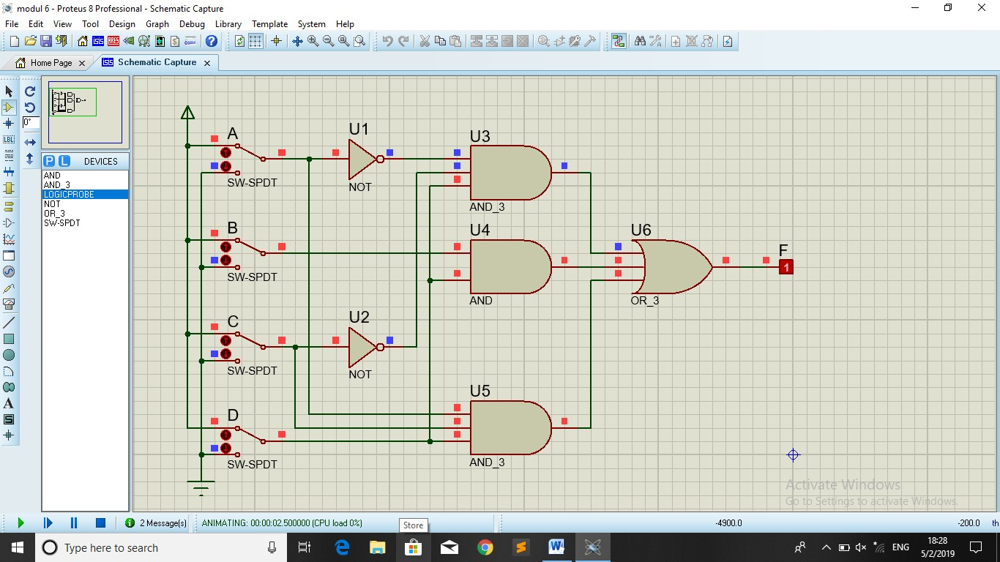 modul 6 - Proteus 8 Professional - Schematic Capture
File Edit View Tool Design Graph Debug Library Template System Help
Home Page Schematic Capture
0°
P L DEVICES
LBL
AND
AND_3
LOGICPROBE
NOT
OR_3
SW-SPDT
A
SW-SPDT
B
SW-SPDT
C
SW-SPDT
D
SW-SPDT
U1
NOT
U2
NOT
U3
AND_3
U4
AND
U5
AND_3
U6
OR_3
F
1
A
S
Activate Windows
Go to Settings to activate Windows.
2 Message(s) ANIMATING: 00:00:02.500000 (CPU load 0%) -4900.0 -200.0 th
Store
Type here to search
ENG 18:28
5/2/2019